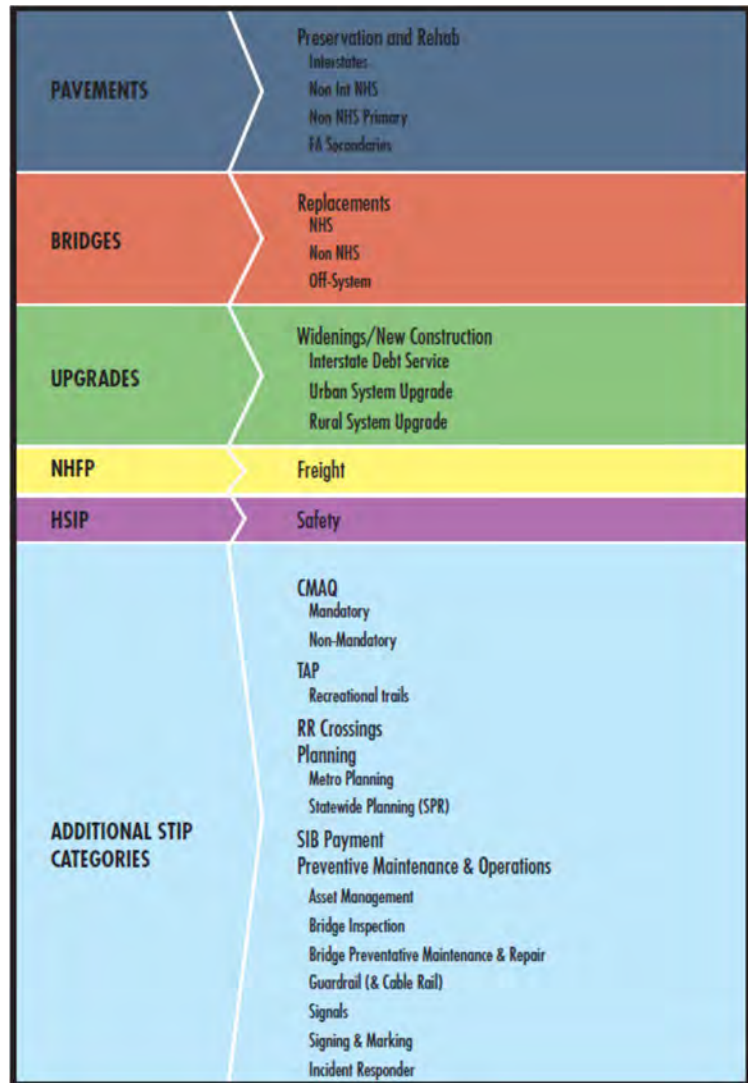 PAVEMENTS
Preservation and Rehab
Interstates
Non Int NHS
Non NHS Primary
FA Secondaries
BRIDGES
Replacements
NHS
Non NHS
Off-System
UPGRADES
Widenings/New Construction
Interstate Debt Service
Urban System Upgrade
Rural System Upgrade
NHFP
Freight
HSIP
Safety
ADDITIONAL STIP
CATEGORIES
CMAQ
Mandatory
Non-Mandatory
TAP
Recreational trails
RR Crossings
Planning
Metro Planning
Statewide Planning (SPR)
SIB Payment
Preventive Maintenance & Operations
Asset Management
Bridge Inspection
Bridge Preventative Maintenance & Repair
Guardrail (& Cable Rail)
Signals
Signing & Marking
Incident Responder